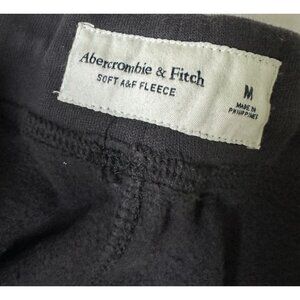 Abercrombie & Fitch
SOFT A&F FLEECE
M
MADE IN
PHILIPPINES